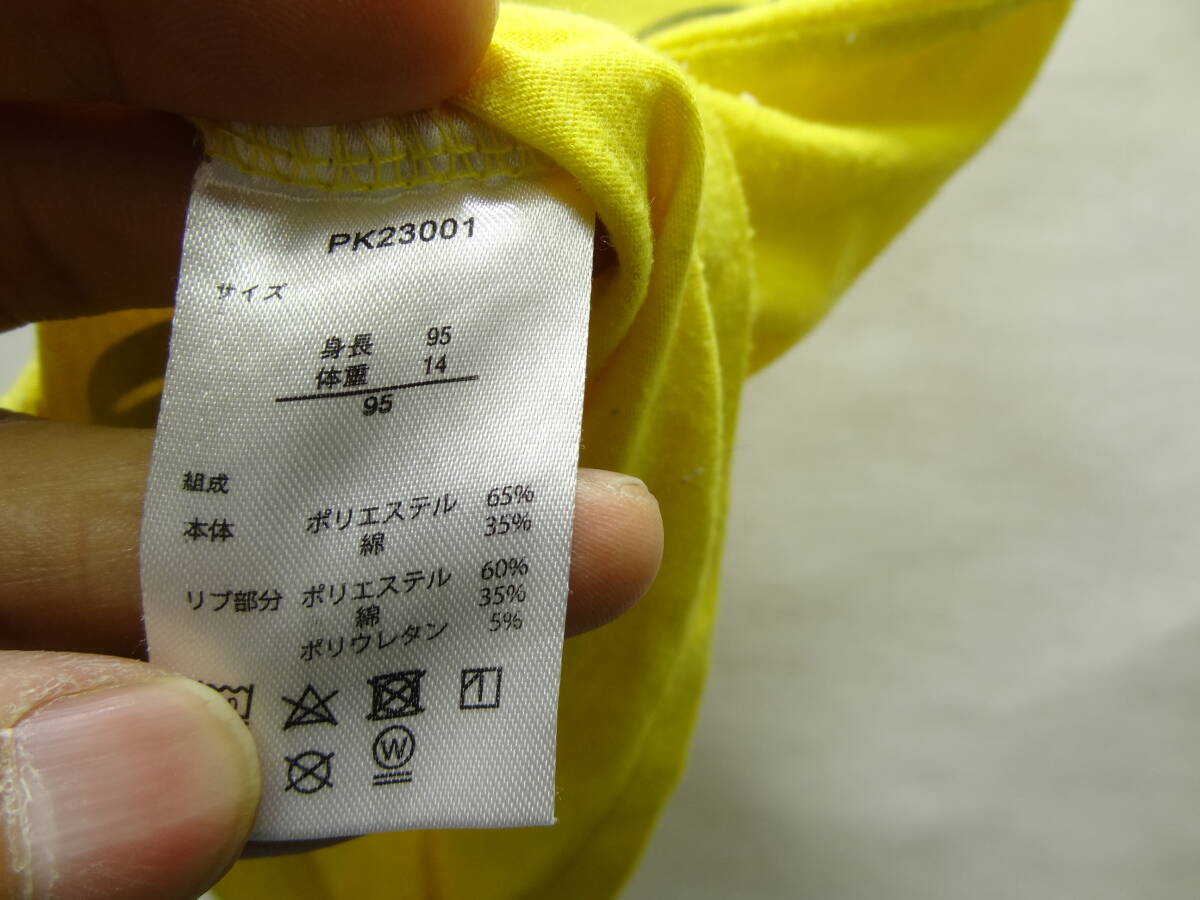 PK23001
サイズ
身長 95
体重 14
95
組成
本体 ポリエステル 65%
綿 35%
リブ部分 ポリエステル 60%
綿 35%
ポリウレタン 5%
W